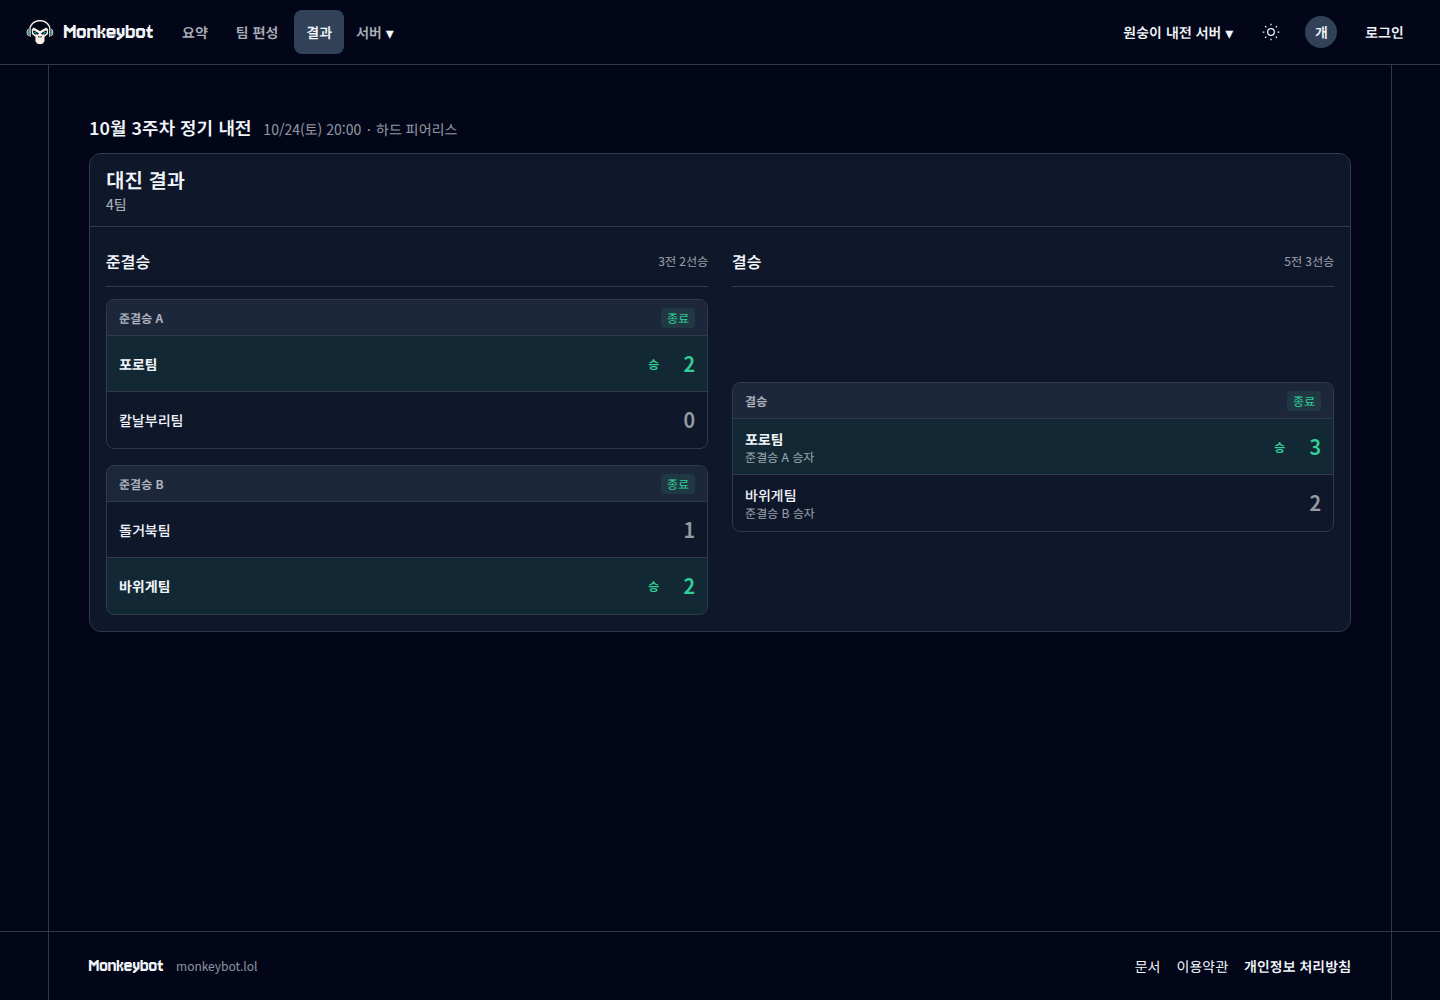 Monkeybot 요약 팀 편성 결과 서버 ▾ 원숭이 내전 서버 ▾ 개 로그인
10월 3주차 정기 내전 10/24(토) 20:00 · 하드 피어리스
대진 결과
4팀
준결승 3전 2선승
준결승 A 종료
포로팀 승 2
칼날부리팀 0
준결승 B 종료
돌거북팀 1
바위게팀 승 2
결승 5전 3선승
결승 종료
포로팀 승 3
준결승 A 승자
바위게팀 2
준결승 B 승자
Monkeybot monkeybot.lol 문서 이용약관 개인정보 처리방침